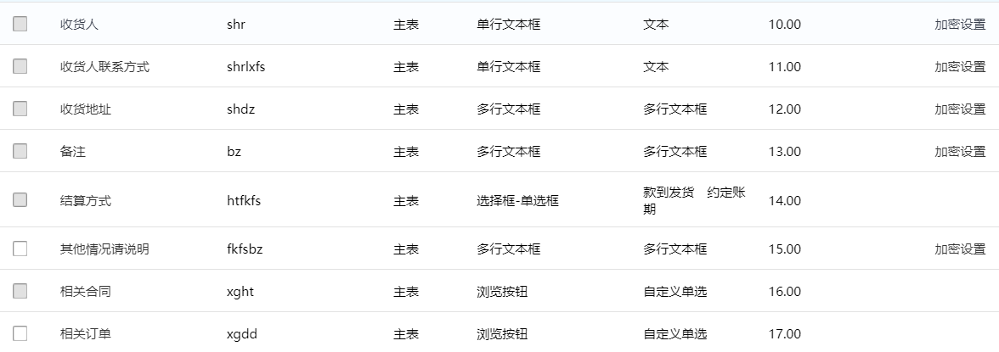 收货人 shr 主表 单行文本框 文本 10.00 加密设置
收货人联系方式 shrlxfs 主表 单行文本框 文本 11.00 加密设置
收货地址 shdz 主表 多行文本框 多行文本框 12.00 加密设置
备注 bz 主表 多行文本框 多行文本框 13.00 加密设置
结算方式 htfkfs 主表 选择框-单选框 款到发货 约定账
期 14.00
其他情况请说明 fkfsbz 主表 多行文本框 多行文本框 15.00 加密设置
相关合同 xght 主表 浏览按钮 自定义单选 16.00
相关订单 xgdd 主表 浏览按钮 自定义单选 17.00